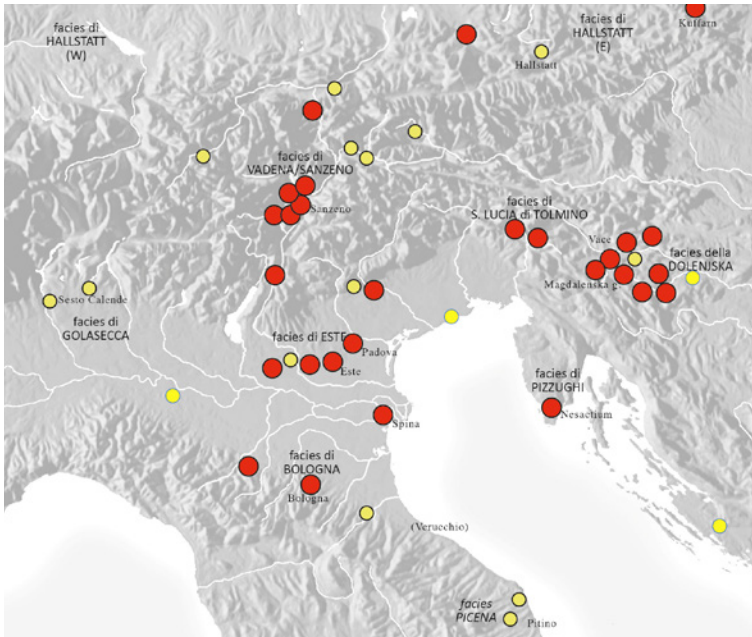 facies di
HALLSTATT
(W)
facies di
HALLSTATT
(E)
Kuffarn
Hallstatt
facies di
VADENA/SANZENO
Sanzeno
facies di
S. LUCIA di TOLMINO
Vace
facies della
DOLENJSKA
Magdalenska g.
Sesto Calende
facies di
GOLASECCA
facies di ESTE
Padova
Este
facies di
PIZZUGHI
Nesactium
Spina
facies di
BOLOGNA
Bologna
(Verucchio)
facies
PICENA
Pitino